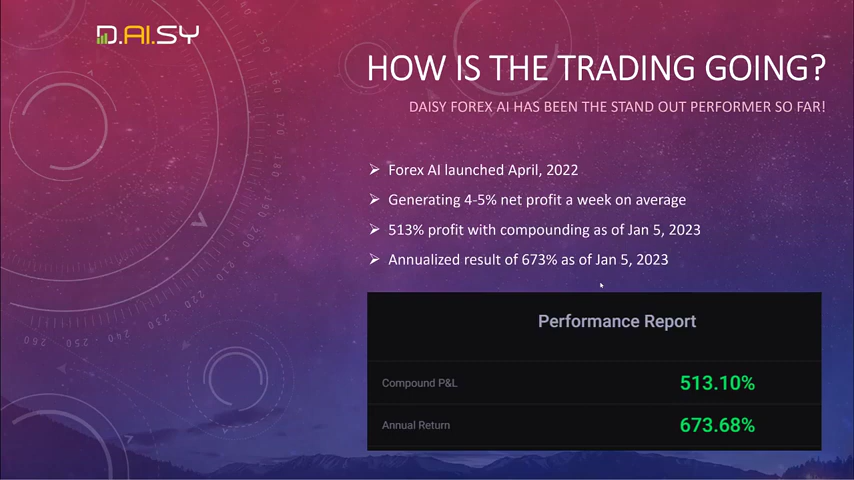 D.AI.SY
HOW IS THE TRADING GOING?
DAISY FOREX AI HAS BEEN THE STAND OUT PERFORMER SO FAR!
Forex AI launched April, 2022
Generating 4-5% net profit a week on average
513% profit with compounding as of Jan 5, 2023
Annualized result of 673% as of Jan 5, 2023
Performance Report
Compound P&L 513.10%
Annual Return 673.68%